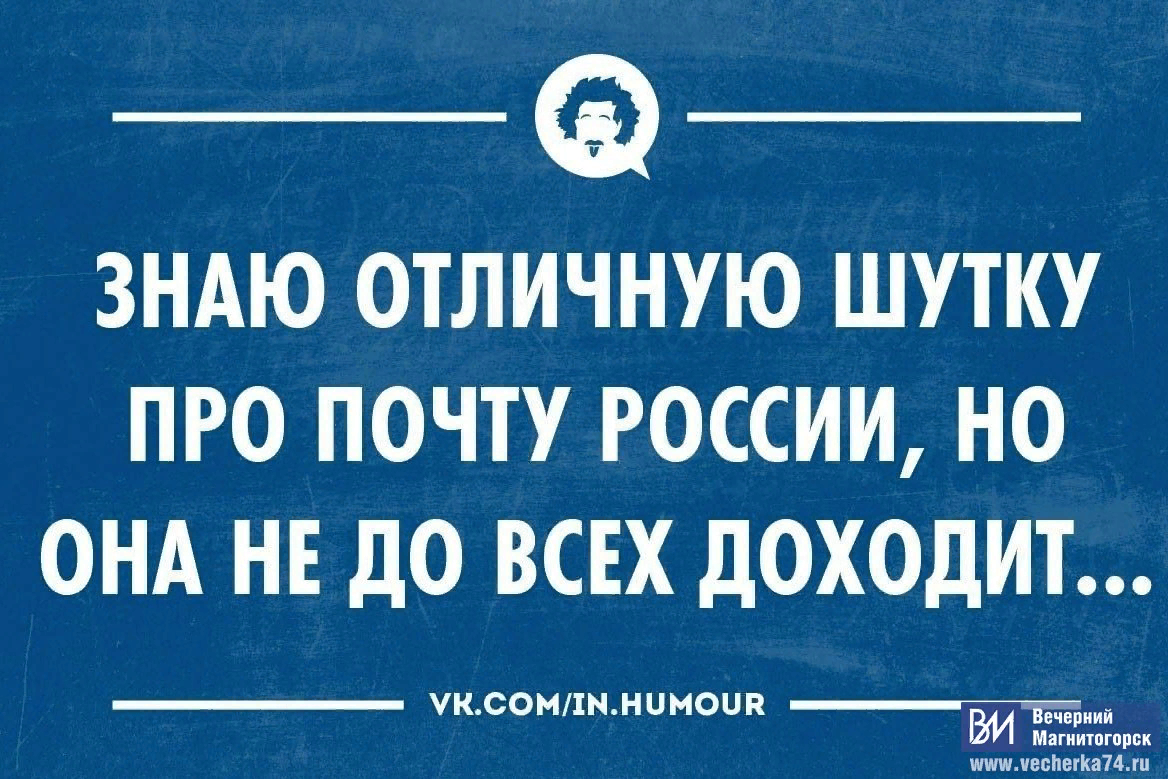 ЗНАЮ ОТЛИЧНУЮ ШУТКУ
ПРО ПОЧТУ РОССИИ, НО
ОНА НЕ ДО ВСЕХ ДОХОДИТ...
VK.COM/IN.HUMOUR
ВМ Вечерний
Магнитогорск
www.vecherka74.ru